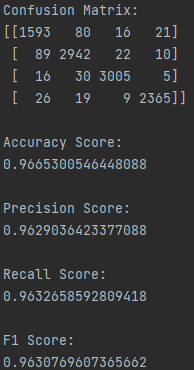 Confusion Matrix:
[[1593   80   16   21]
 [  89 2942   22   10]
 [  16   30 3005    5]
 [  26   19    9 2365]]
Accuracy Score:
0.9665300546448088
Precision Score:
0.9629036423377088
Recall Score:
0.9632658592809418
F1 Score:
0.9630769607365662